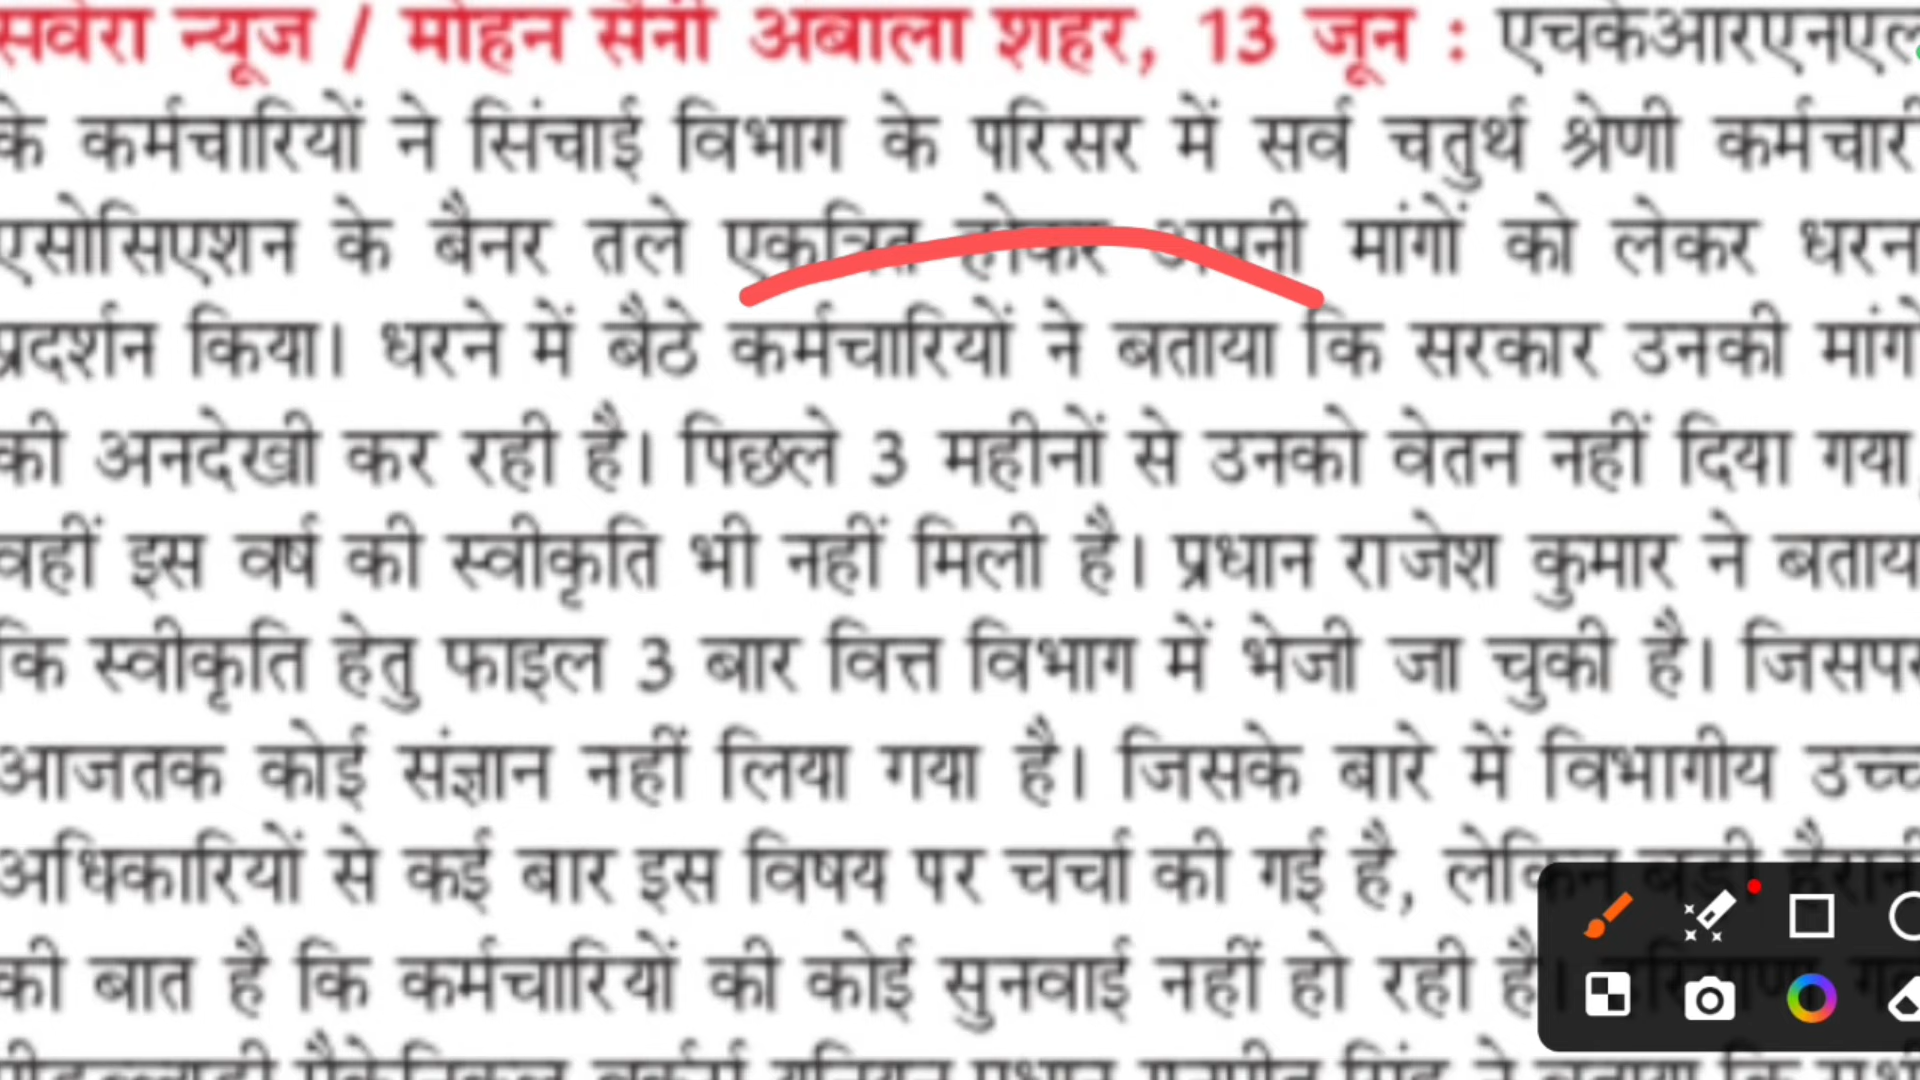 सवेरा न्यूज / मोहन सैनी अंबाला शहर, 13 जून : एचकेआरएनएल
के कर्मचारियों ने सिंचाई विभाग के परिसर में सर्व चतुर्थ श्रेणी कर्मचारी
एसोसिएशन के बैनर तले एकत्रित होकर अपनी मांगों को लेकर धरन
प्रदर्शन किया। धरने में बैठे कर्मचारियों ने बताया कि सरकार उनकी मांगों
की अनदेखी कर रही है। पिछले 3 महीनों से उनको वेतन नहीं दिया गया,
वहीं इस वर्ष की स्वीकृति भी नहीं मिली है। प्रधान राजेश कुमार ने बताय
कि स्वीकृति हेतु फाइल 3 बार वित्त विभाग में भेजी जा चुकी है। जिसपर
आजतक कोई संज्ञान नहीं लिया गया है। जिसके बारे में विभागीय उच्च
अधिकारियों से कई बार इस विषय पर चर्चा की गई है, लेकिन बड़ी हैरानी
की बात है कि कर्मचारियों की कोई सुनवाई नहीं हो रही है।